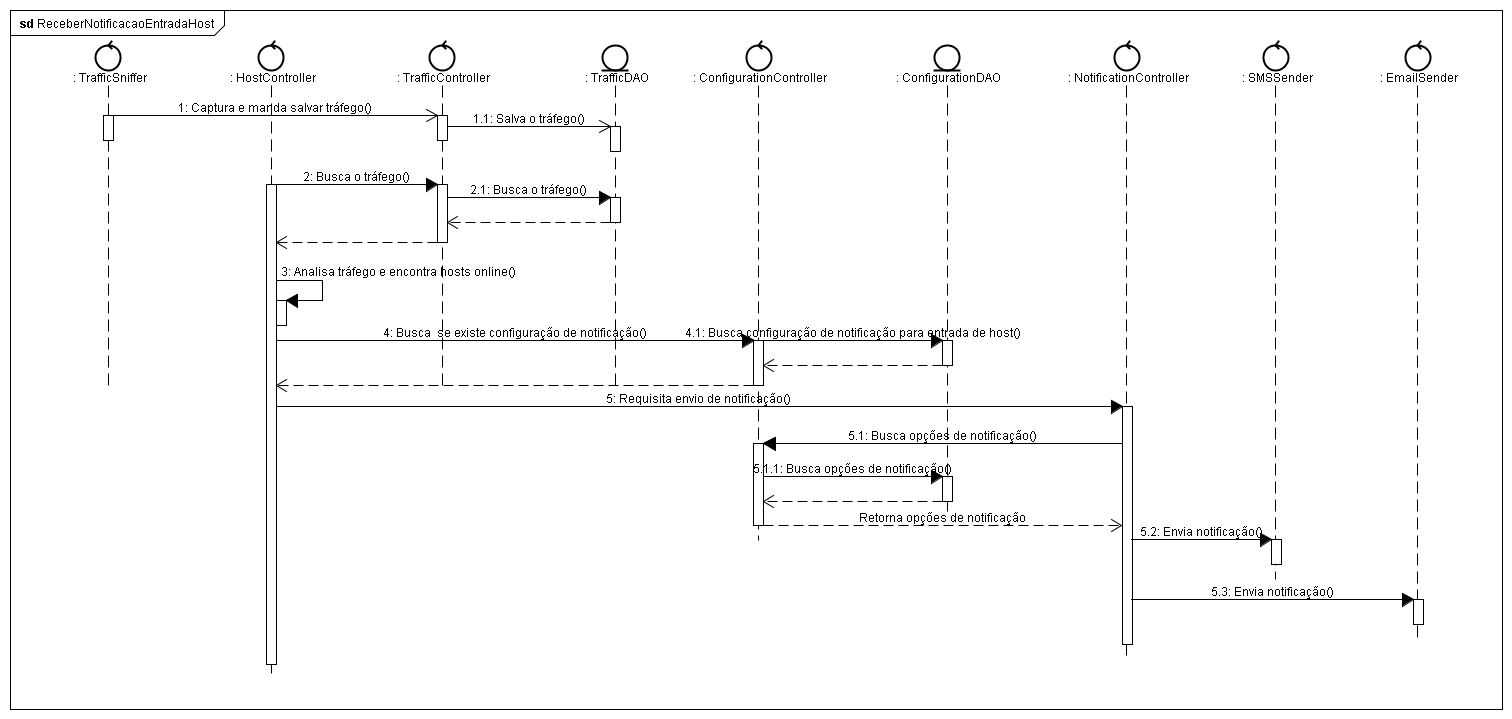 sd ReceberNotificacaoEntradaHost
: TrafficSniffer
: HostController
: TrafficController
: TrafficDAO
: ConfigurationController
: ConfigurationDAO
: NotificationController
: SMSSender
: EmailSender
1: Captura e manda salvar tráfego()
1.1: Salva o tráfego()
2: Busca o tráfego()
2.1: Busca o tráfego()
3: Analisa tráfego e encontra hosts online()
4: Busca  se existe configuração de notificação()
4.1: Busca configuração de notificação para entrada de host()
5: Requisita envio de notificação()
5.1: Busca opções de notificação()
5.1.1: Busca opções de notificação()
Retorna opções de notificação
5.2: Envia notificação()
5.3: Envia notificação()